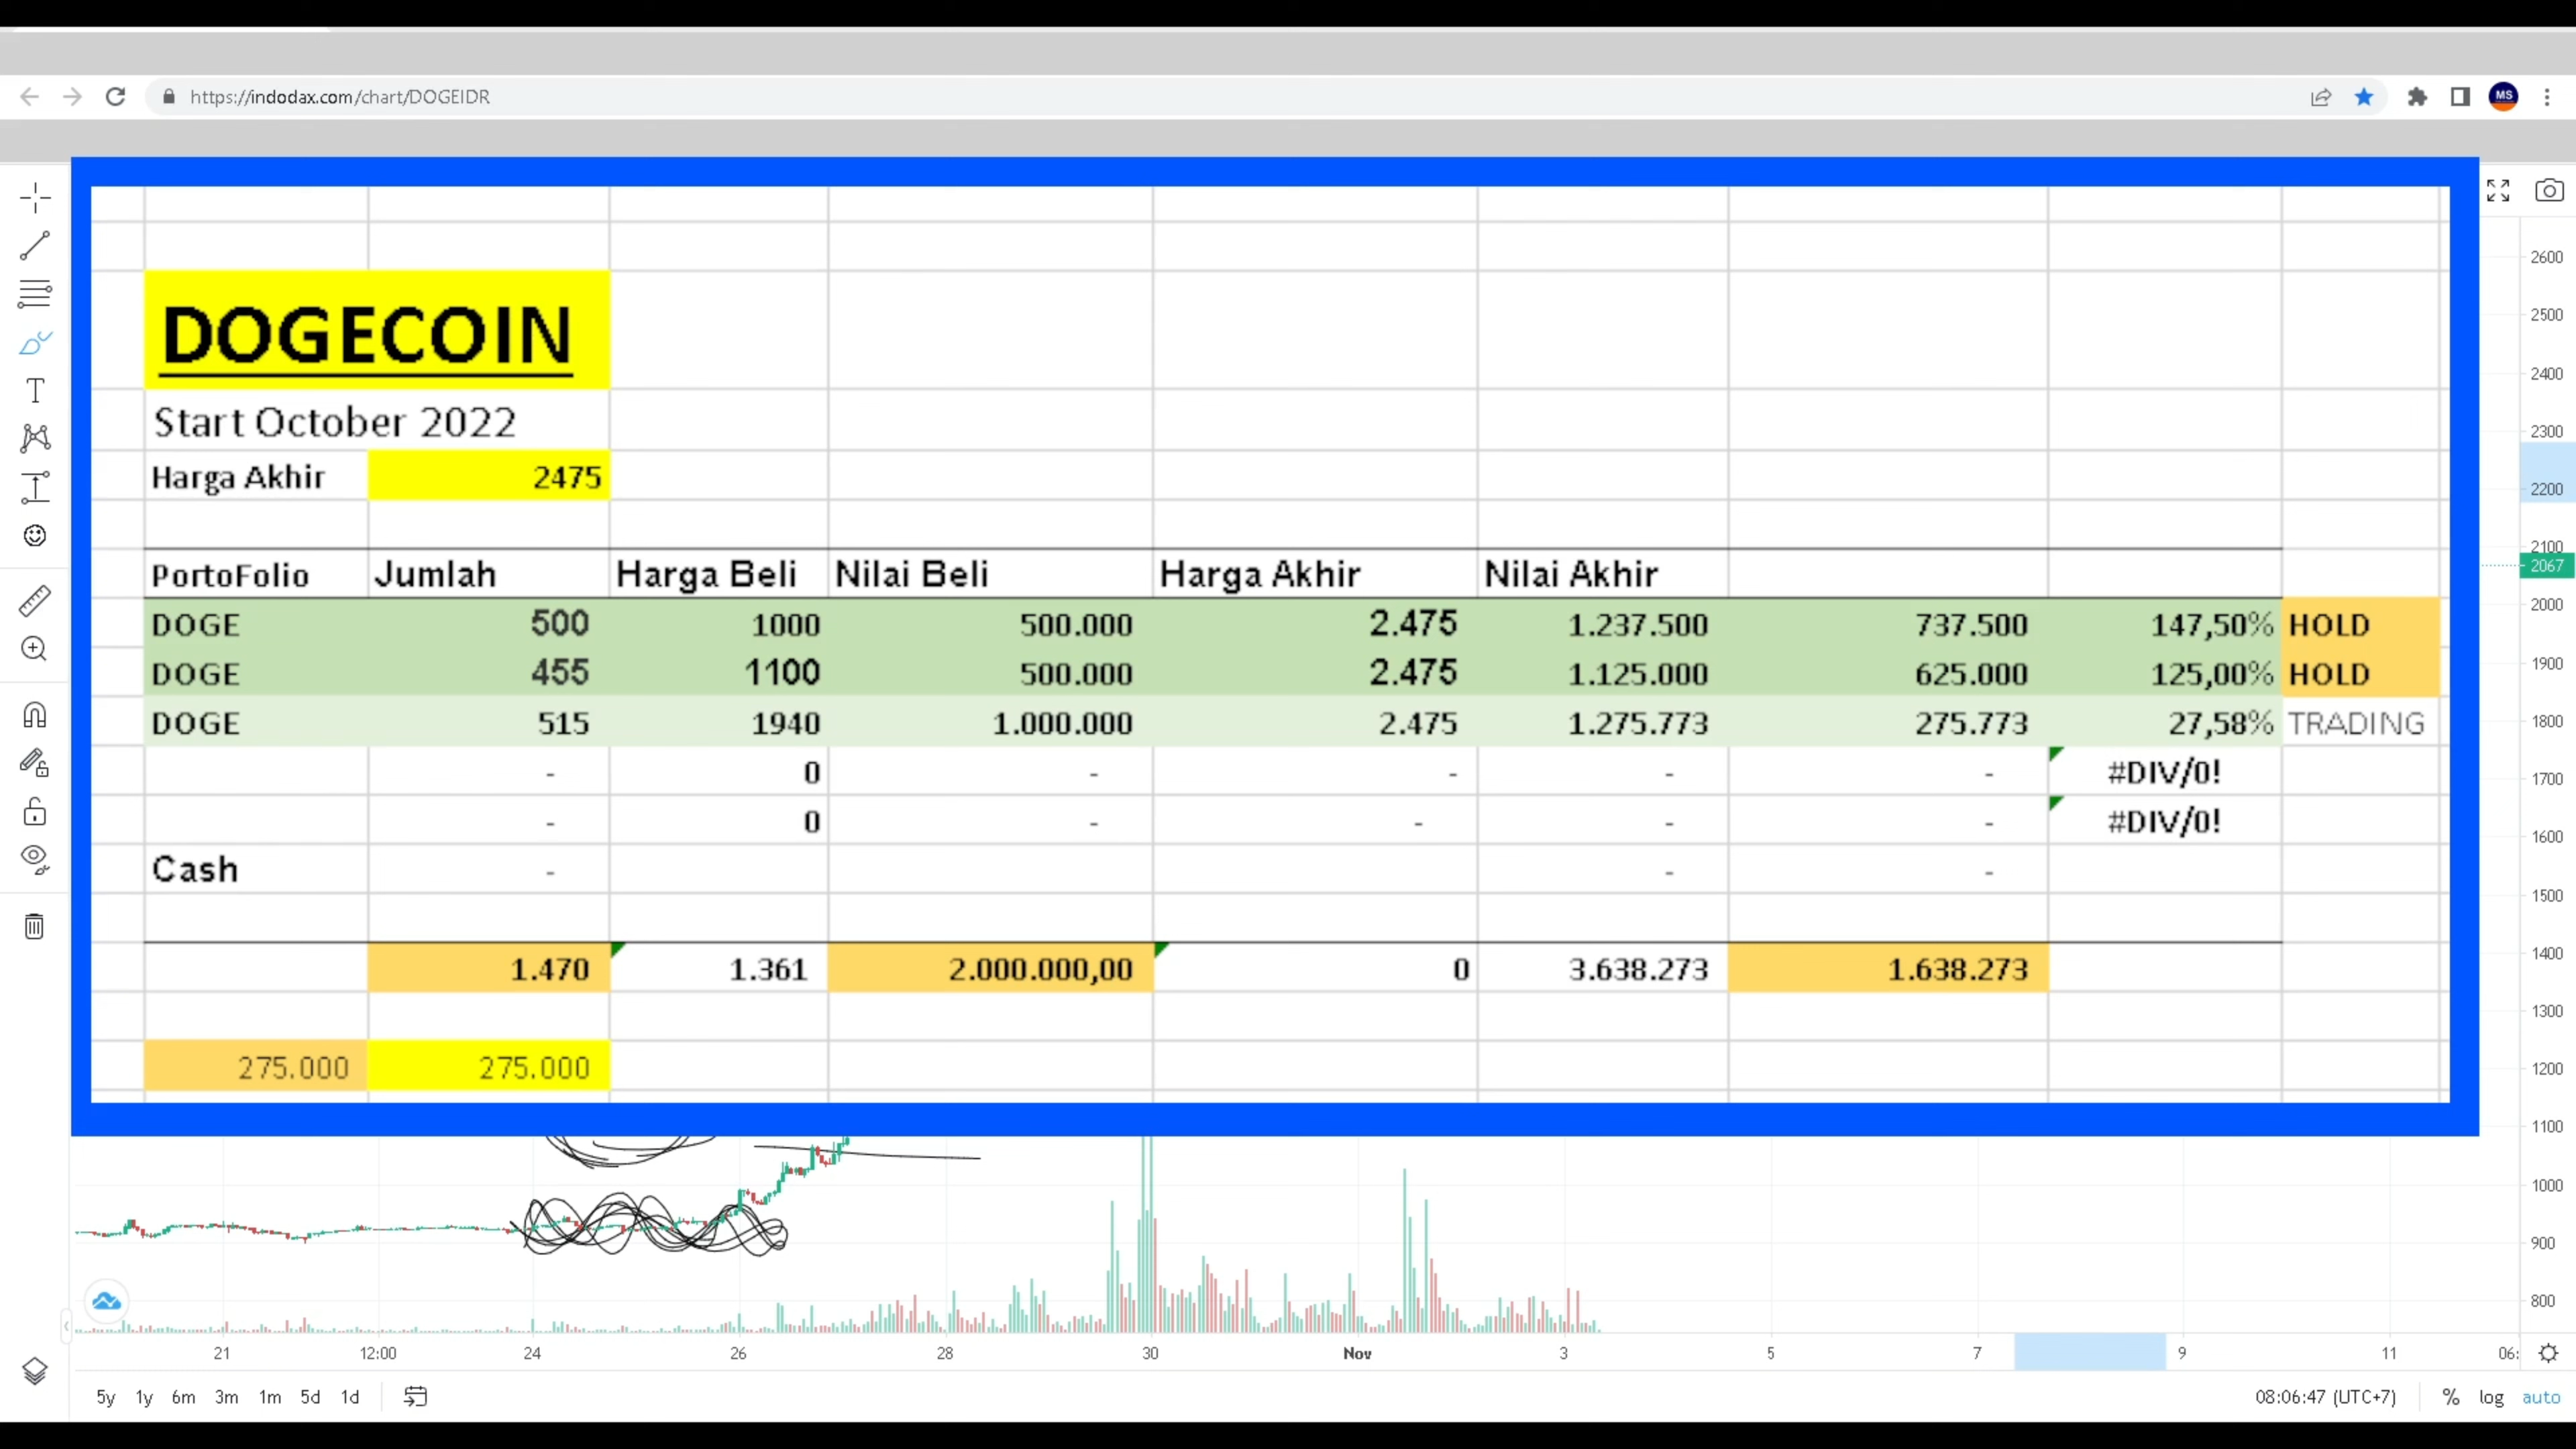 https://indodax.com/chart/DOGEIDR
MS
DOGECOIN
Start October 2022
Harga Akhir 2475
PortoFolio Jumlah Harga Beli Nilai Beli Harga Akhir Nilai Akhir
DOGE 500 1000 500.000 2.475 1.237.500 737.500 147,50% HOLD
DOGE 455 1100 500.000 2.475 1.125.000 625.000 125,00% HOLD
DOGE 515 1940 1.000.000 2.475 1.275.773 275.773 27,58% TRADING
- 0 - - - - #DIV/0!
- 0 - - - - #DIV/0!
Cash - - -
1.470 1.361 2.000.000,00 0 3.638.273 1.638.273
275.000 275.000
2600
2500
2400
2300
2200
2100
2067
2000
1900
1800
1700
1600
1500
1400
1300
1200
1100
1000
900
800
21 12:00 24 26 28 30 Nov 3 5 7 9 11 06:
5y 1y 6m 3m 1m 5d 1d 08:06:47 (UTC+7) % log auto